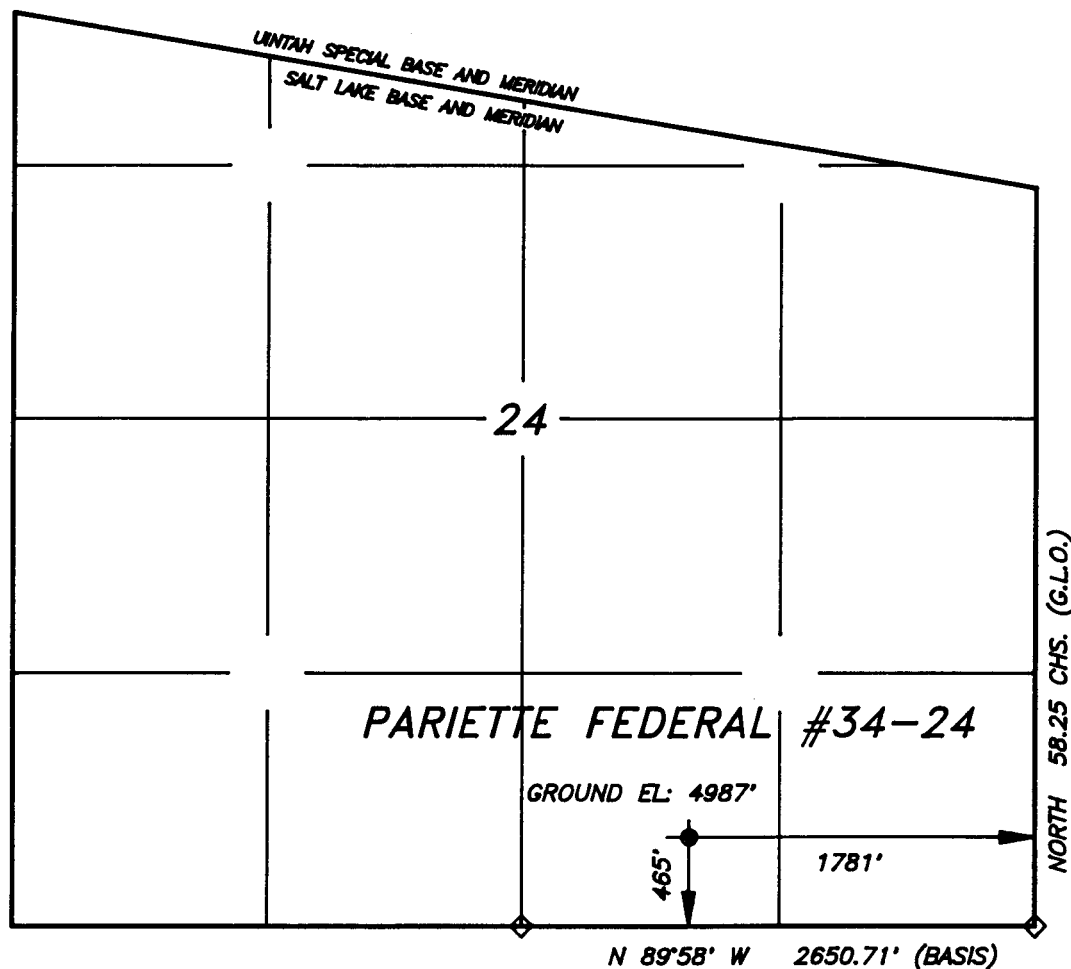 UINTAH SPECIAL BASE AND MERIDIAN
SALT LAKE BASE AND MERIDIAN
24
PARIETTE FEDERAL #34-24
GROUND EL: 4987'
1781'
465'
NORTH 58.25 CHS. (G.L.O.)
N 89°58' W 2650.71' (BASIS)